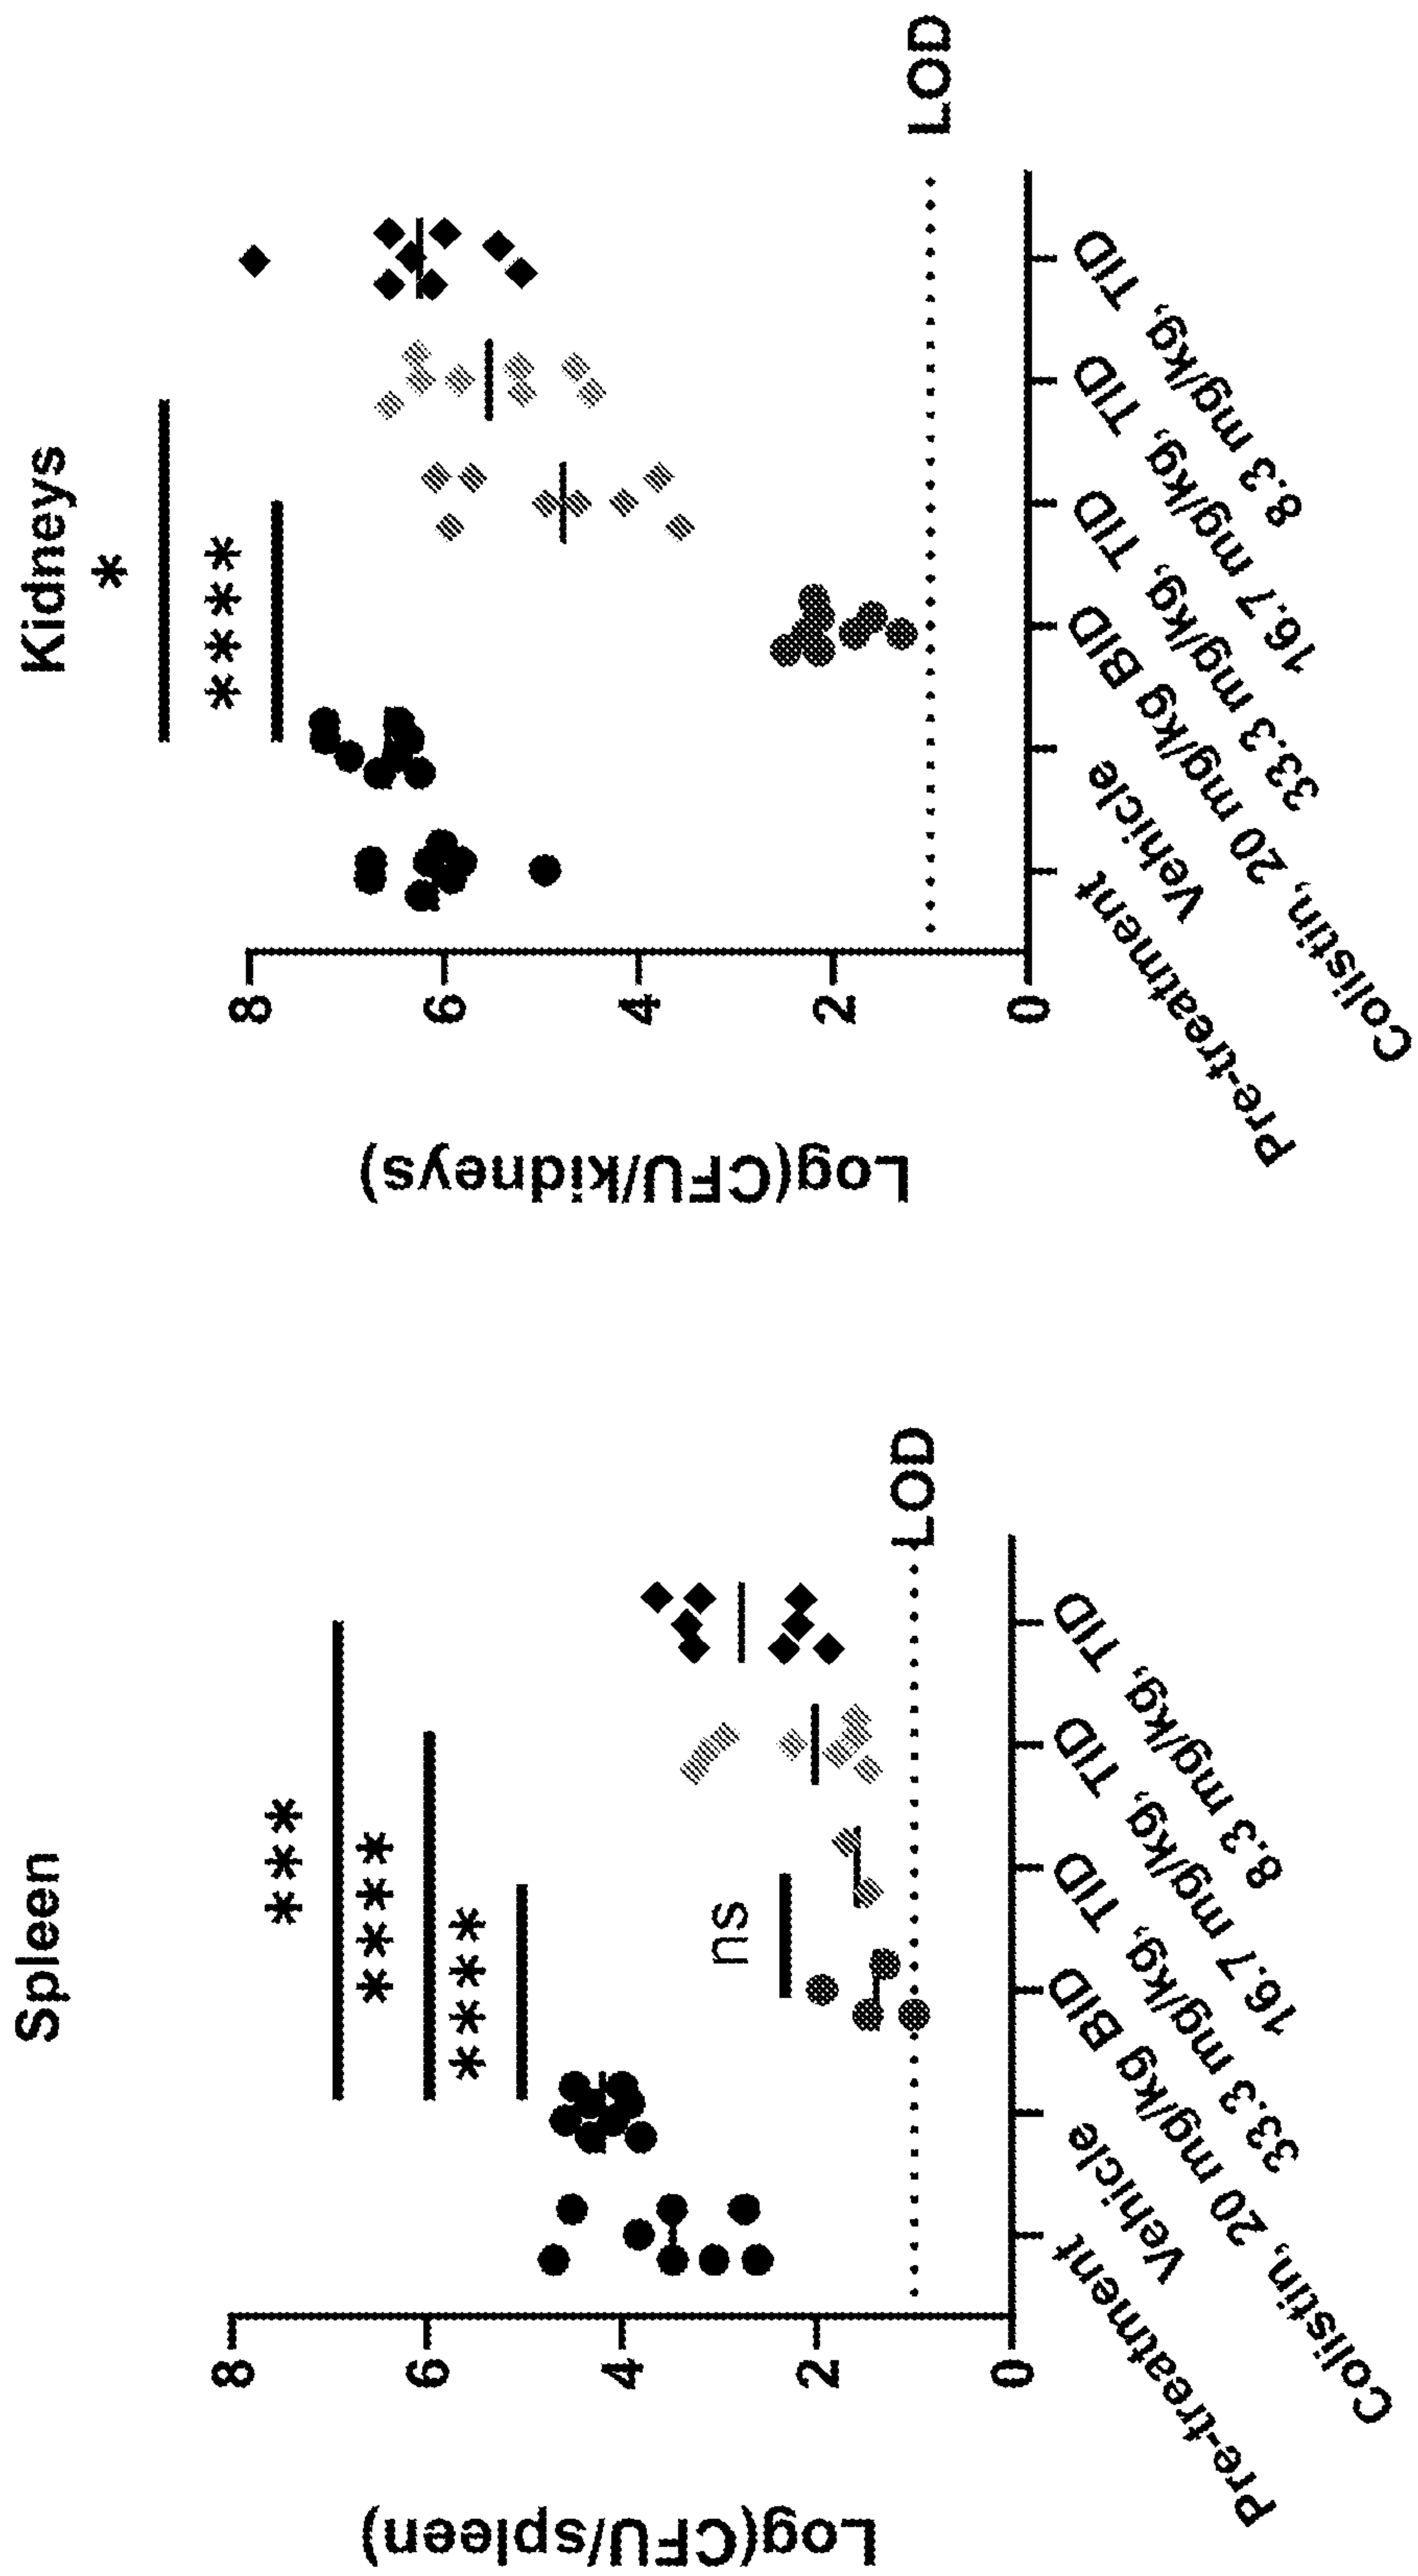 Spleen
***
****
****
ns
Log(CFU/spleen)
8
6
4
2
0
LOD
Pre-treatment
Vehicle
Colistin, 20 mg/kg BID
33.3 mg/kg, TID
16.7 mg/kg, TID
8.3 mg/kg, TID
Kidneys
*
****
Log(CFU/kidneys)
8
6
4
2
0
LOD
Pre-treatment
Vehicle
Colistin, 20 mg/kg BID
33.3 mg/kg, TID
16.7 mg/kg, TID
8.3 mg/kg, TID